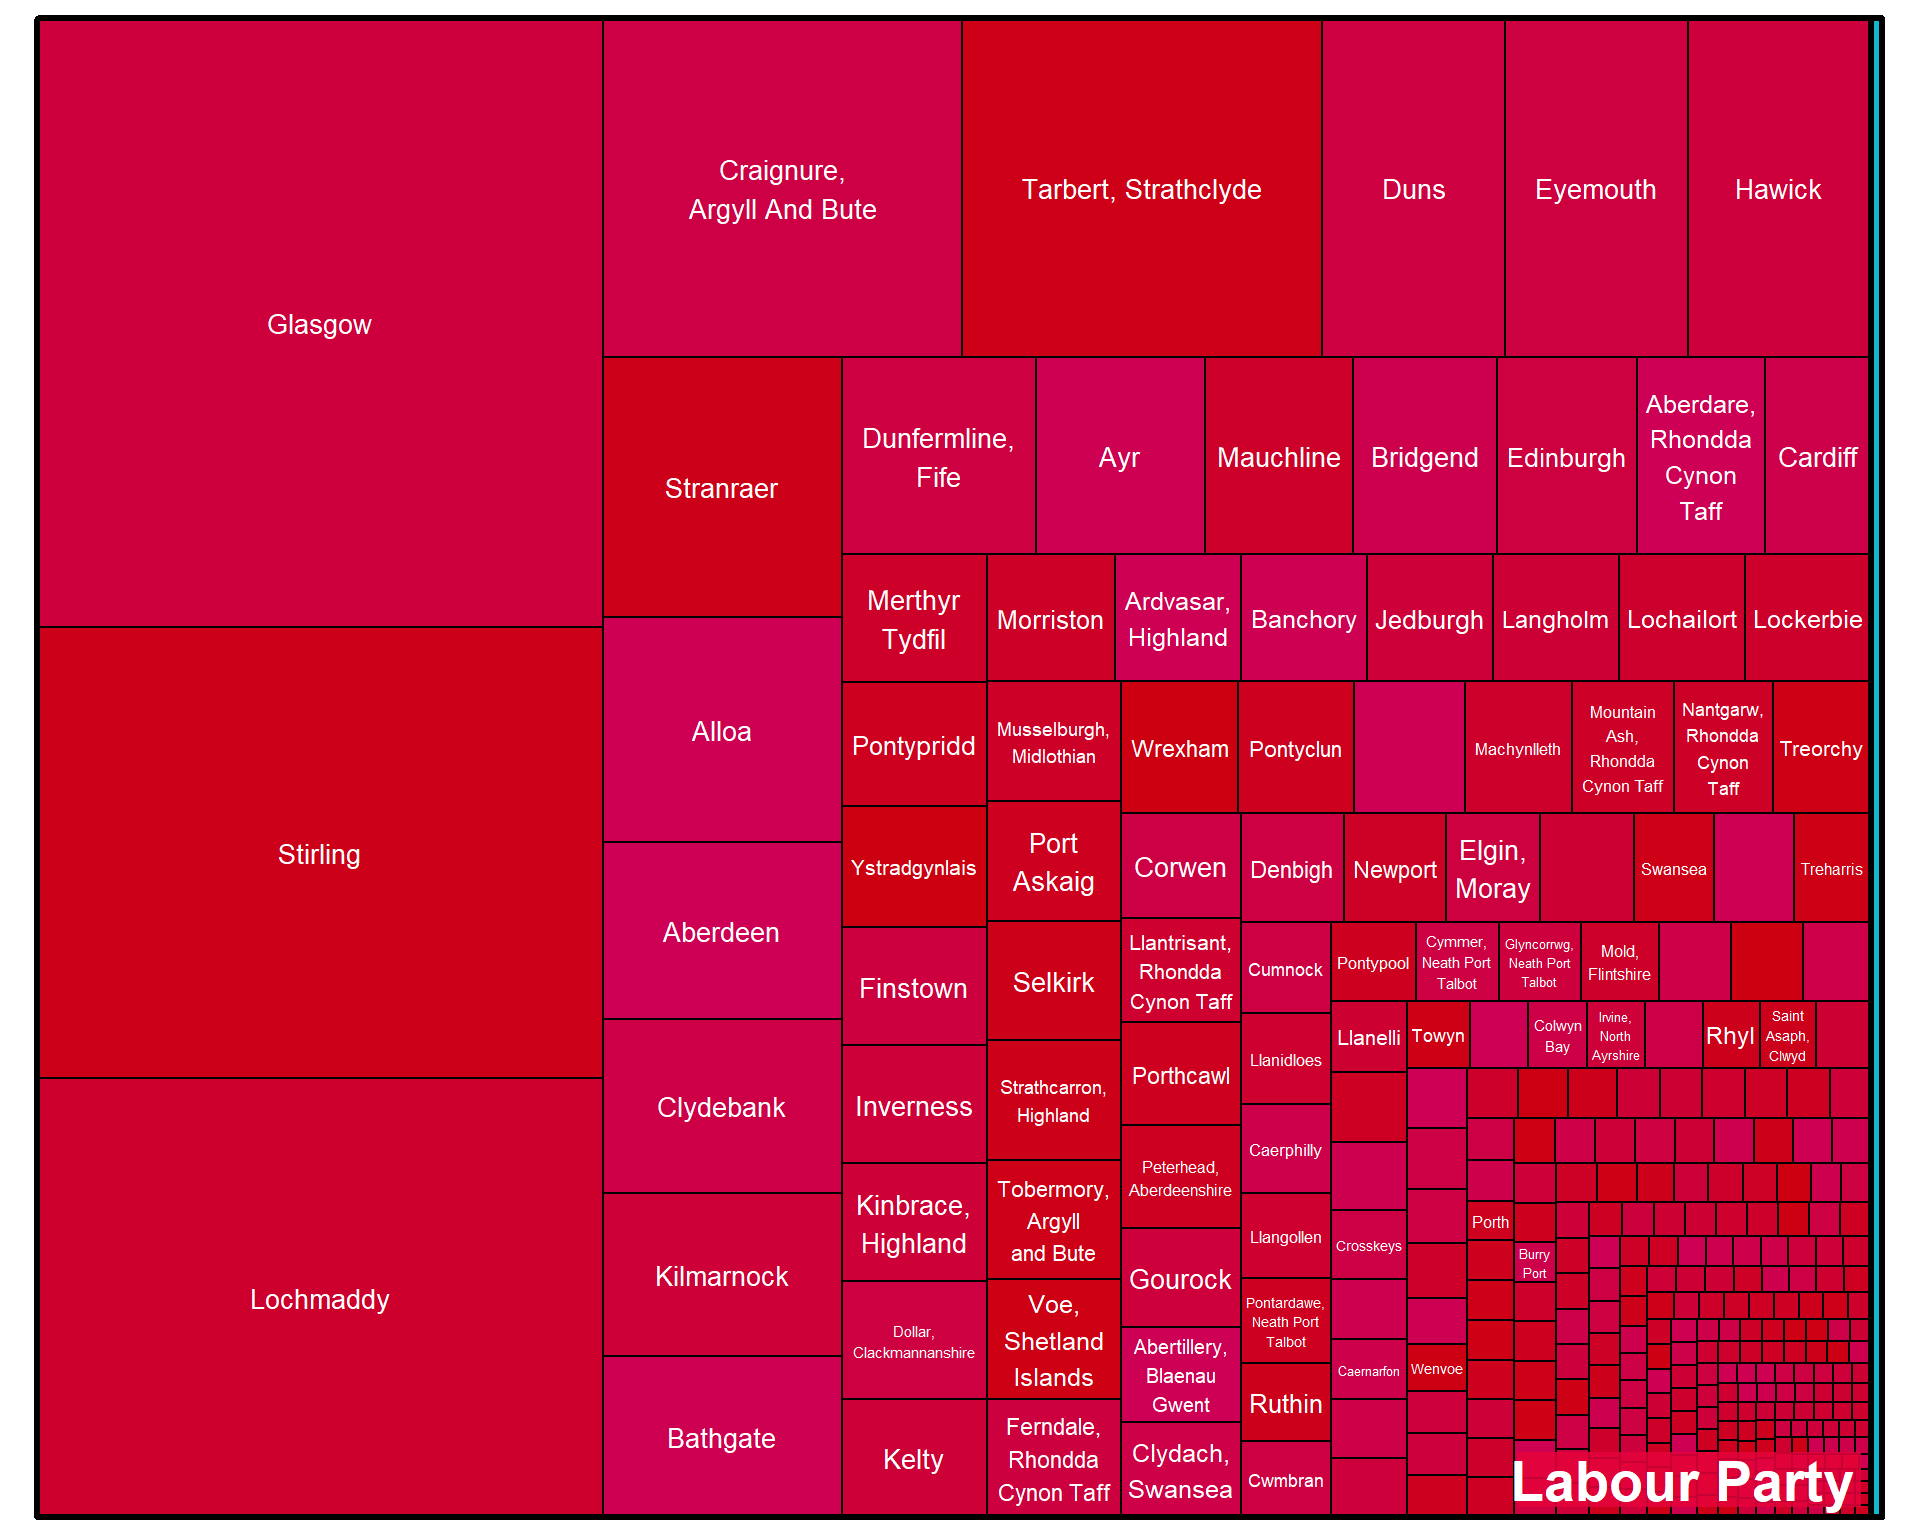 Glasgow
Craignure,
Argyll And Bute
Tarbert, Strathclyde
Duns
Eyemouth
Hawick
Stranraer
Dunfermline,
Fife
Ayr
Mauchline
Bridgend
Edinburgh
Aberdare,
Rhondda
Cynon
Taff
Cardiff
Merthyr
Tydfil
Morriston
Ardvasar,
Highland
Banchory
Jedburgh
Langholm
Lochailort
Lockerbie
Stirling
Alloa
Pontypridd
Musselburgh,
Midlothian
Wrexham
Pontyclun
Machynlleth
Mountain
Ash,
Rhondda
Cynon Taff
Nantgarw,
Rhondda
Cynon
Taff
Treorchy
Ystradgynlais
Port
Askaig
Corwen
Denbigh
Newport
Elgin,
Moray
Swansea
Treharris
Aberdeen
Finstown
Selkirk
Llantrisant,
Rhondda
Cynon Taff
Cumnock
Pontypool
Cymmer,
Neath Port
Talbot
Glyncorrwg,
Neath Port
Talbot
Mold,
Flintshire
Lochmaddy
Clydebank
Inverness
Strathcarron,
Highland
Porthcawl
Llanidloes
Llanelli
Towyn
Colwyn
Bay
Irvine,
North
Ayrshire
Rhyl
Saint
Asaph,
Clwyd
Kilmarnock
Kinbrace,
Highland
Tobermory,
Argyll
and Bute
Peterhead,
Aberdeenshire
Caerphilly
Llangollen
Crosskeys
Porth
Burry
Port
Dollar,
Clackmannanshire
Voe,
Shetland
Islands
Gourock
Pontardawe,
Neath Port
Talbot
Abertillery,
Blaenau
Gwent
Caernarfon
Wenvoe
Bathgate
Kelty
Ferndale,
Rhondda
Cynon Taff
Clydach,
Swansea
Ruthin
Cwmbran
Labour Party